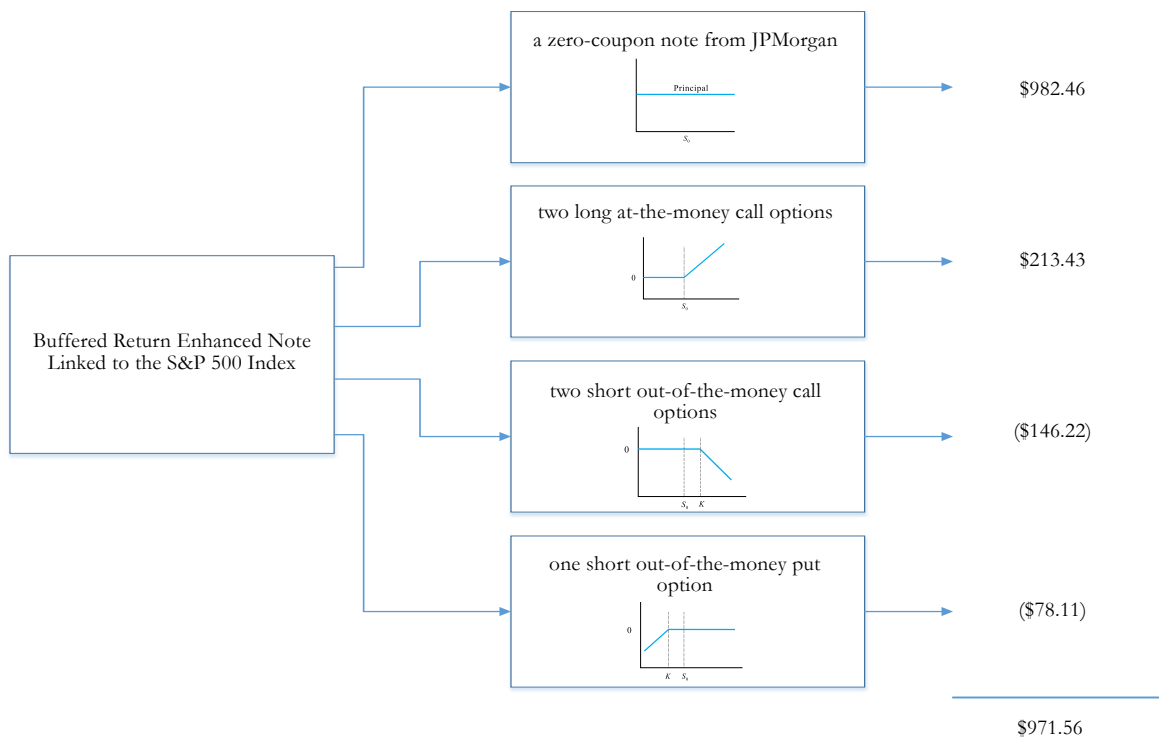 a zero-coupon note from JPMorgan
Principal
S₀
$982.46
two long at-the-money call options
0
S₀
$213.43
Buffered Return Enhanced Note
Linked to the S&P 500 Index
two short out-of-the-money call
options
0
S₀ K
($146.22)
one short out-of-the-money put
option
0
K S₀
($78.11)
$971.56